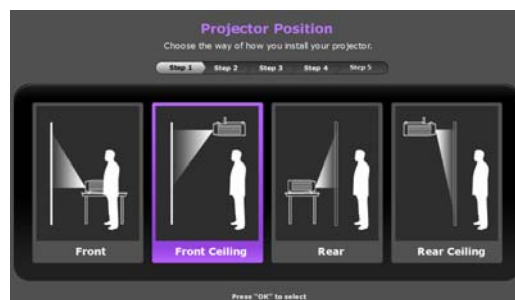 Projector Position
Choose the way of how you install your projector.
Step 1 Step 2 Step 3 Step 4 Step 5
Front Front Ceiling Rear Rear Ceiling
Press "OK" to select